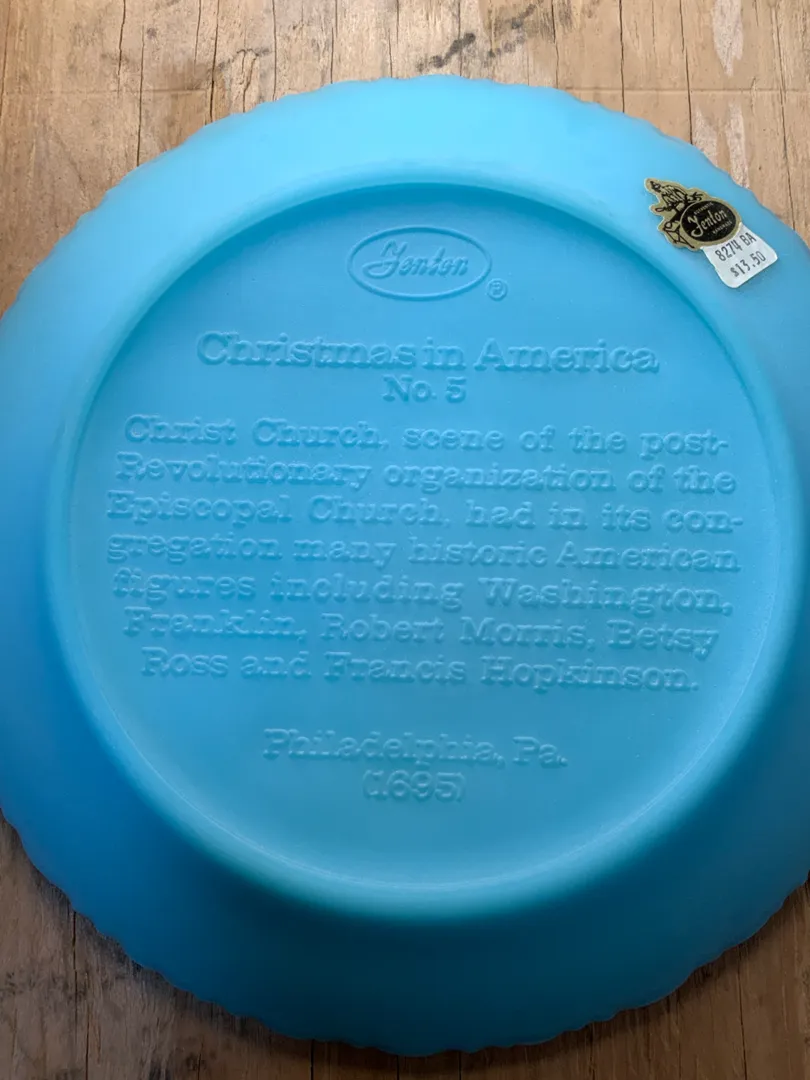 Fenton
®
Fenton
8274 BA
$13.50
Christmas in America
No. 5
Christ Church, scene of the post-
Revolutionary organization of the
Episcopal Church, had in its con-
gregation many historic American
figures including Washington,
Franklin, Robert Morris, Betsy
Ross and Francis Hopkinson.
Philadelphia, Pa.
(1695)